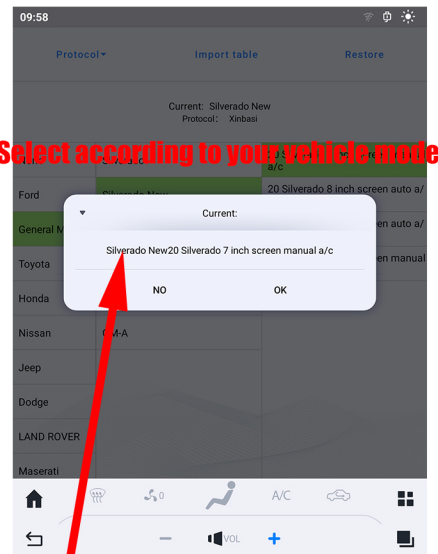 09:58
Protocol
Import table
Restore
Current: Silverado New
Protocol: Xinbasi
Select according to your vehicle mode
a/c
Ford
Silverado New
20 Silverado 8 inch screen auto a/
General M
en auto a/
Toyota
en manual
Current:
Silverado New20 Silverado 7 inch screen manual a/c
NO
OK
Honda
Nissan
GM-A
Jeep
Dodge
LAND ROVER
Maserati
0
A/C
VOL